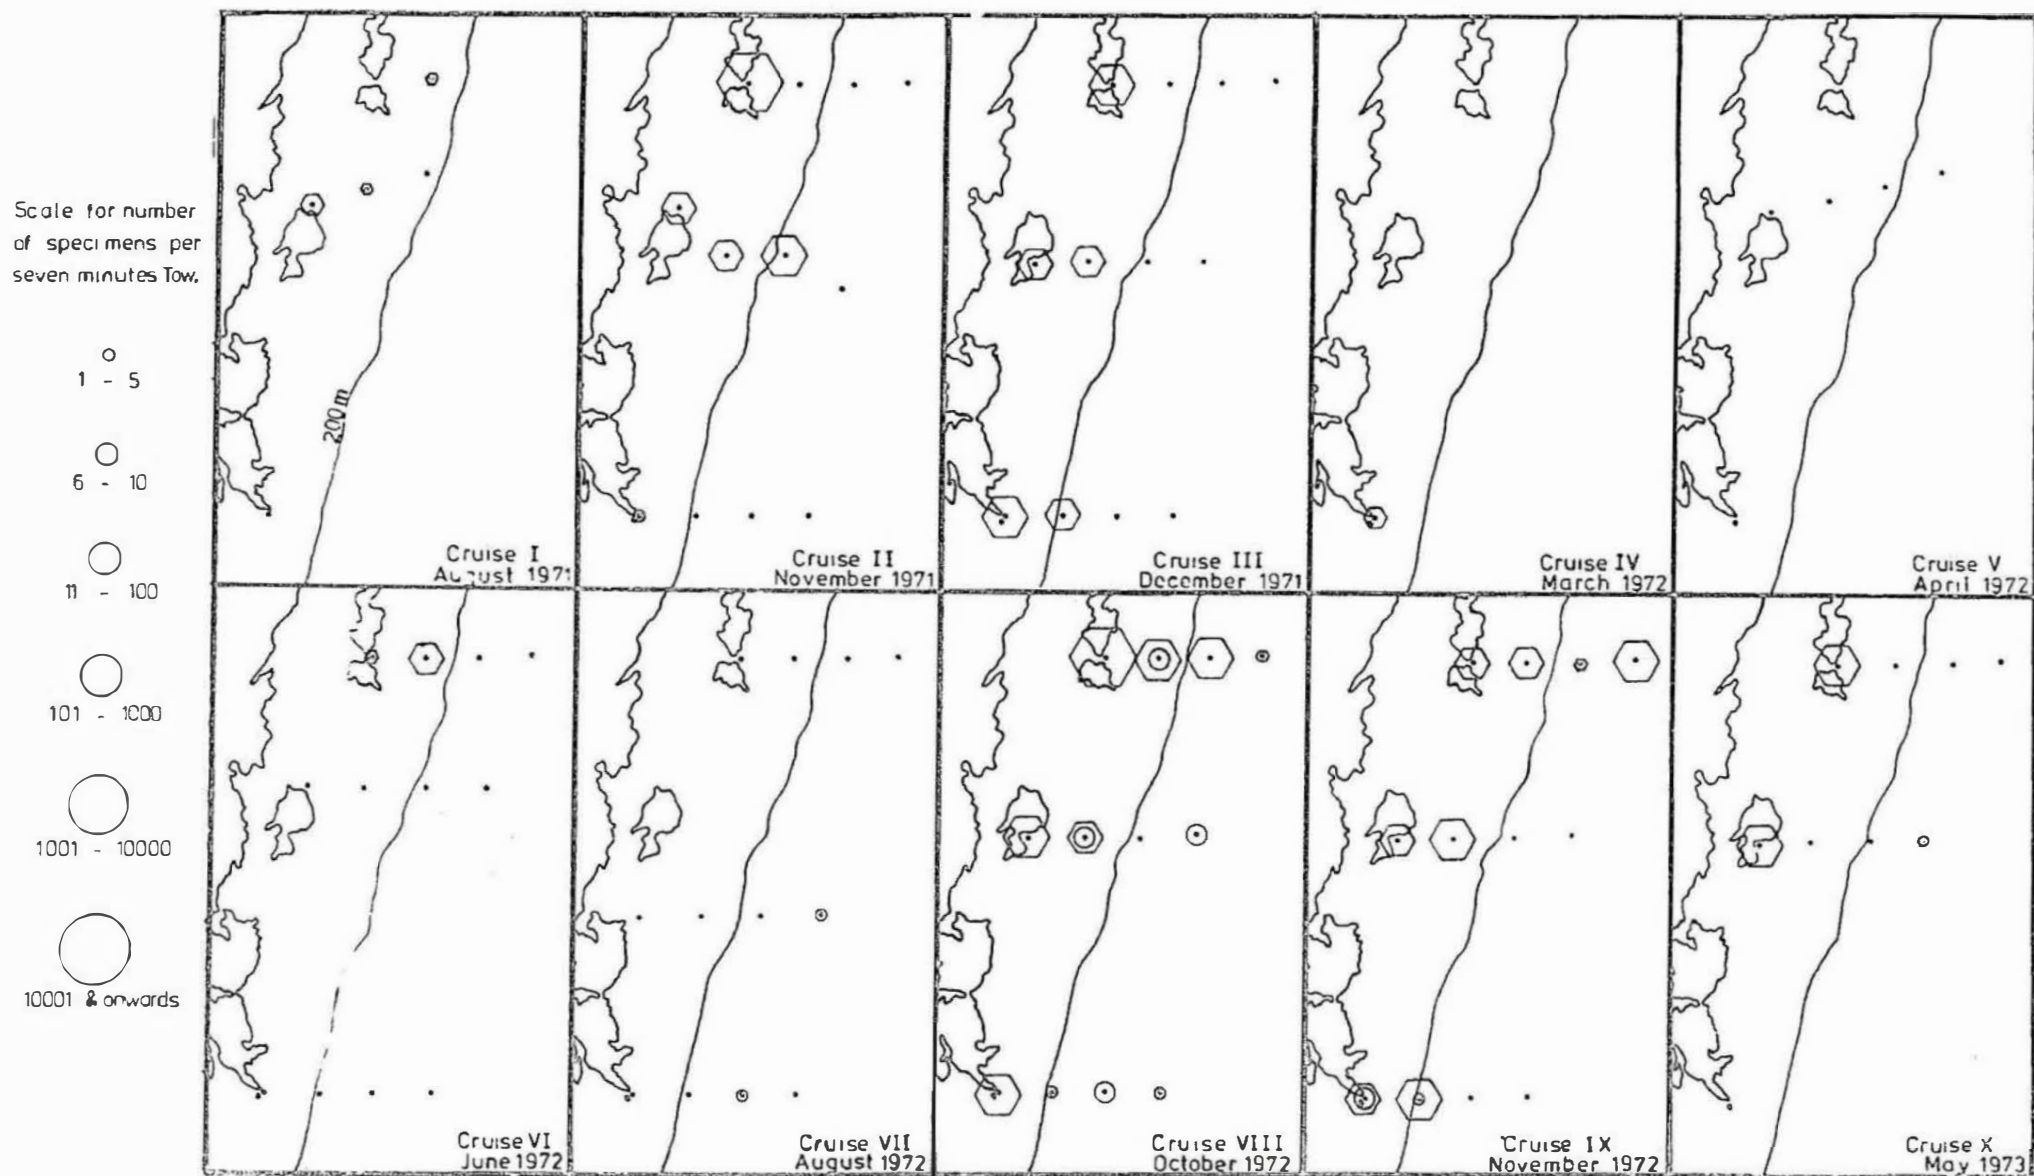 Scale for number
of specimens per
seven minutes Tow.
1 - 5
6 - 10
11 - 100
101 - 1000
1001 - 10000
10001 & onwards
200m
Cruise I
August 1971
Cruise II
November 1971
Cruise III
December 1971
Cruise IV
March 1972
Cruise V
April 1972
Cruise VI
June 1972
Cruise VII
August 1972
Cruise VIII
October 1972
Cruise IX
November 1972
Cruise X
May 1973